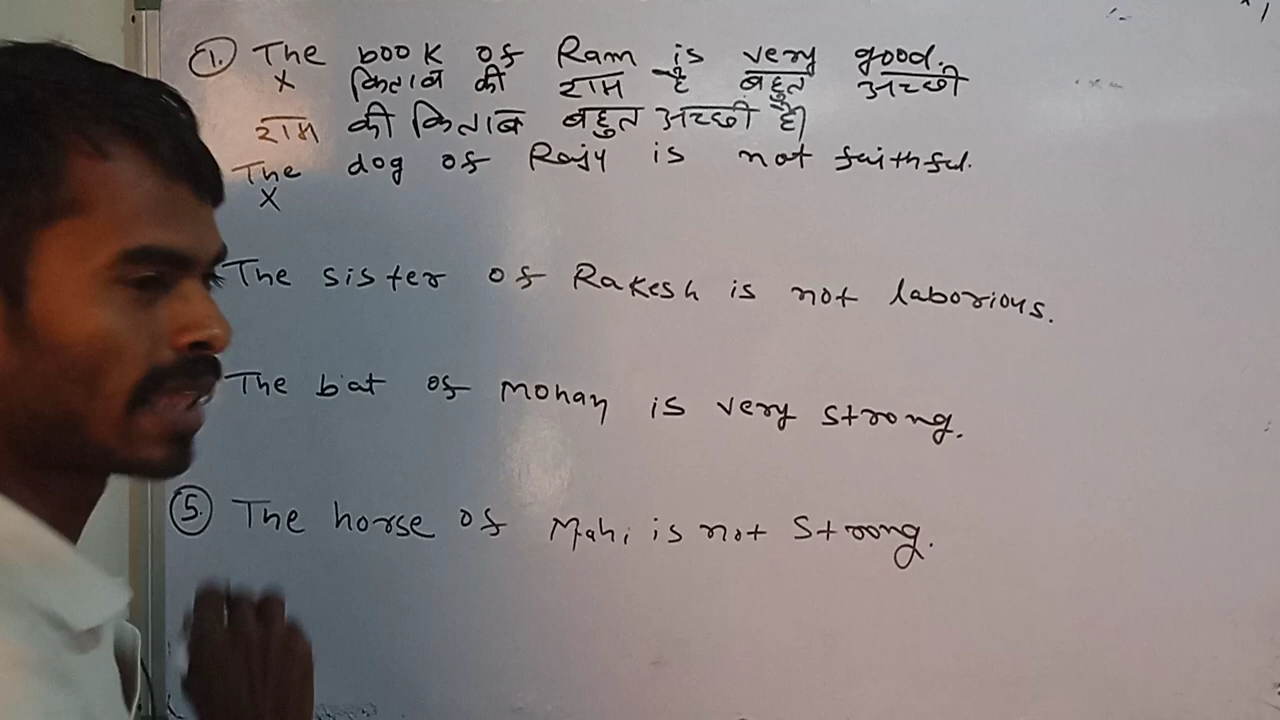 1. The book of Ram is very good.
X किताब की राम है बहुत अच्छी
राम की किताब बहुत अच्छी है।
The dog of Rajy is not faithful.
X
The sister of Rakesh is not laborious.
The bat of Mohan is very strong.
5. The horse of Mahi is not strong.